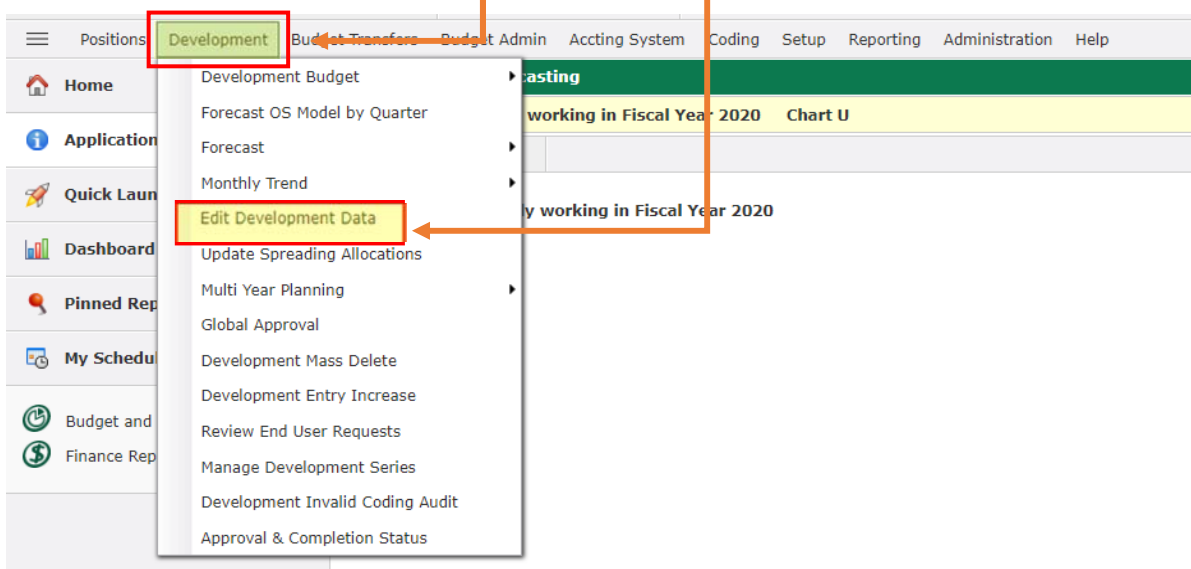 Positions Development Budget Transfers Budget Admin Accting System Coding Setup Reporting Administration Help
Home
Application
Quick Laun
Dashboard
Pinned Rep
My Schedul
Budget and
Finance Rep
Development Budget
Forecast OS Model by Quarter
Forecast
Monthly Trend
Edit Development Data
Update Spreading Allocations
Multi Year Planning
Global Approval
Development Mass Delete
Development Entry Increase
Review End User Requests
Manage Development Series
Development Invalid Coding Audit
Approval & Completion Status
casting
working in Fiscal Year 2020 Chart U
ly working in Fiscal Year 2020